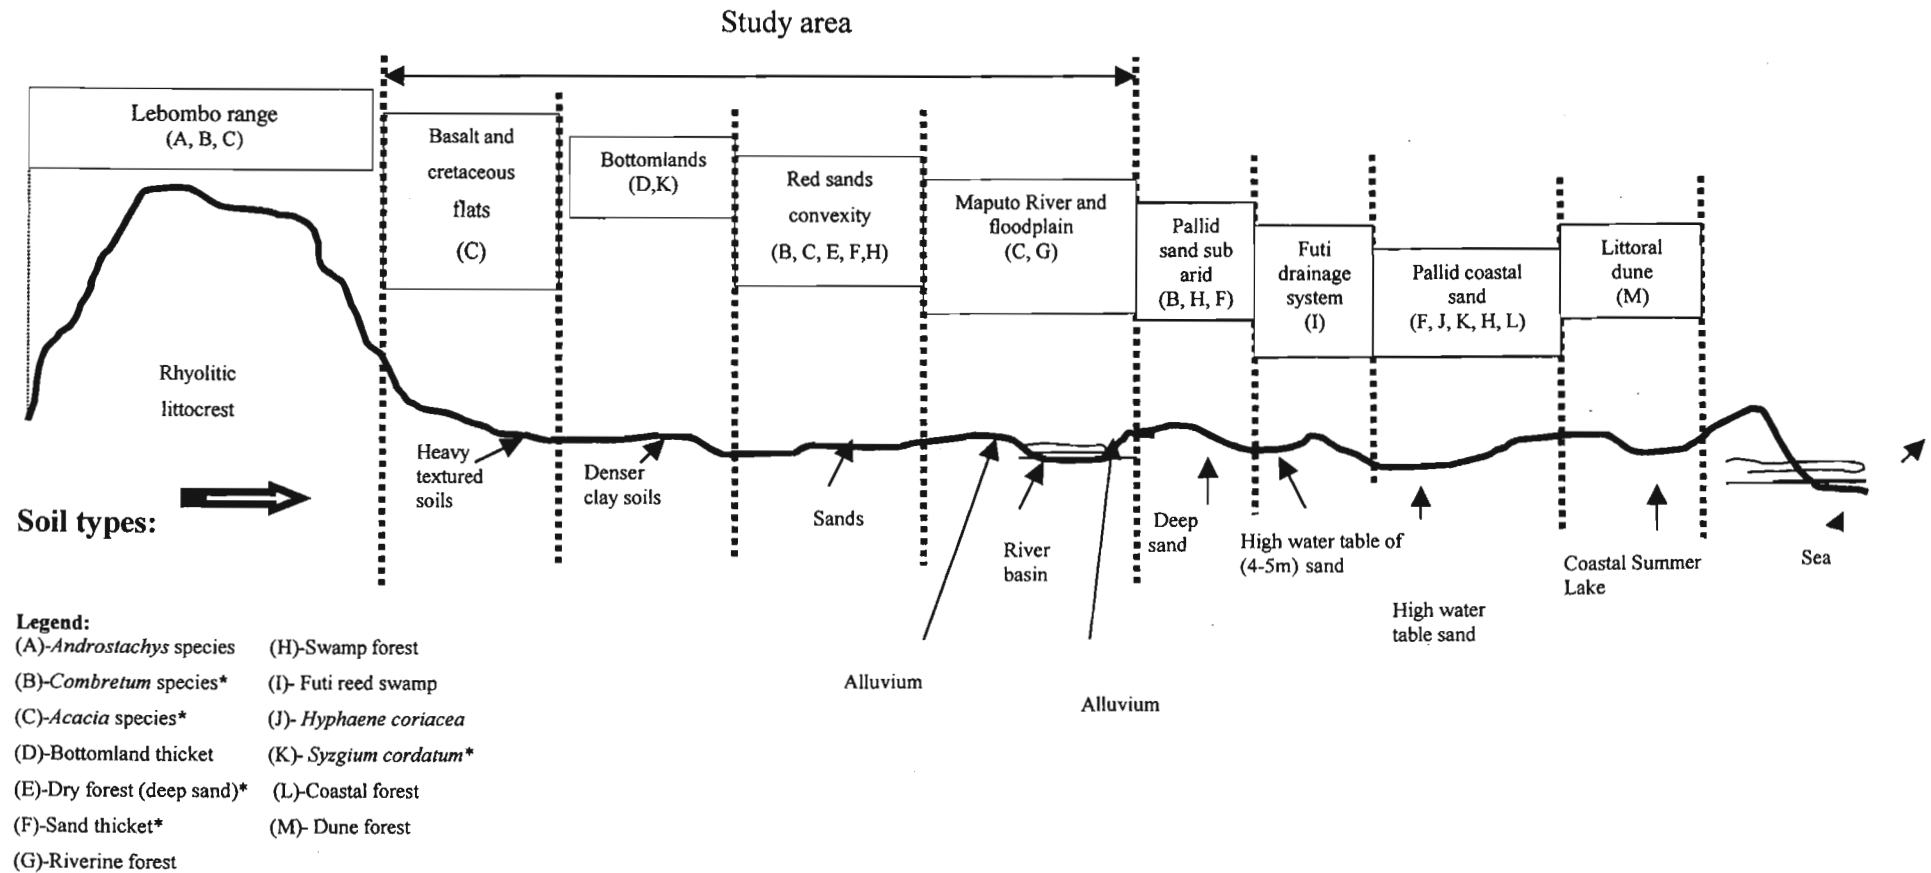 Study area
Lebombo range
(A, B, C)
Basalt and
cretaceous
flats
(C)
Bottomlands
(D,K)
Red sands
convexity
(B, C, E, F,H)
Maputo River and
floodplain
(C, G)
Pallid
sand sub
arid
(B, H, F)
Futi
drainage
system
(I)
Pallid coastal
sand
(F, J, K, H, L)
Littoral
dune
(M)
Rhyolitic
littocrest
Soil types:
Heavy
textured
soils
Denser
clay soils
Sands
Alluvium
River
basin
Alluvium
Deep
sand
High water table of
(4-5m) sand
High water
table sand
Coastal Summer
Lake
Sea
Legend:
(A)-Androstachys species
(B)-Combretum species*
(C)-Acacia species*
(D)-Bottomland thicket
(E)-Dry forest (deep sand)*
(F)-Sand thicket*
(G)-Riverine forest
(H)-Swamp forest
(I)- Futi reed swamp
(J)- Hyphaene coriacea
(K)- Syzgium cordatum*
(L)-Coastal forest
(M)- Dune forest